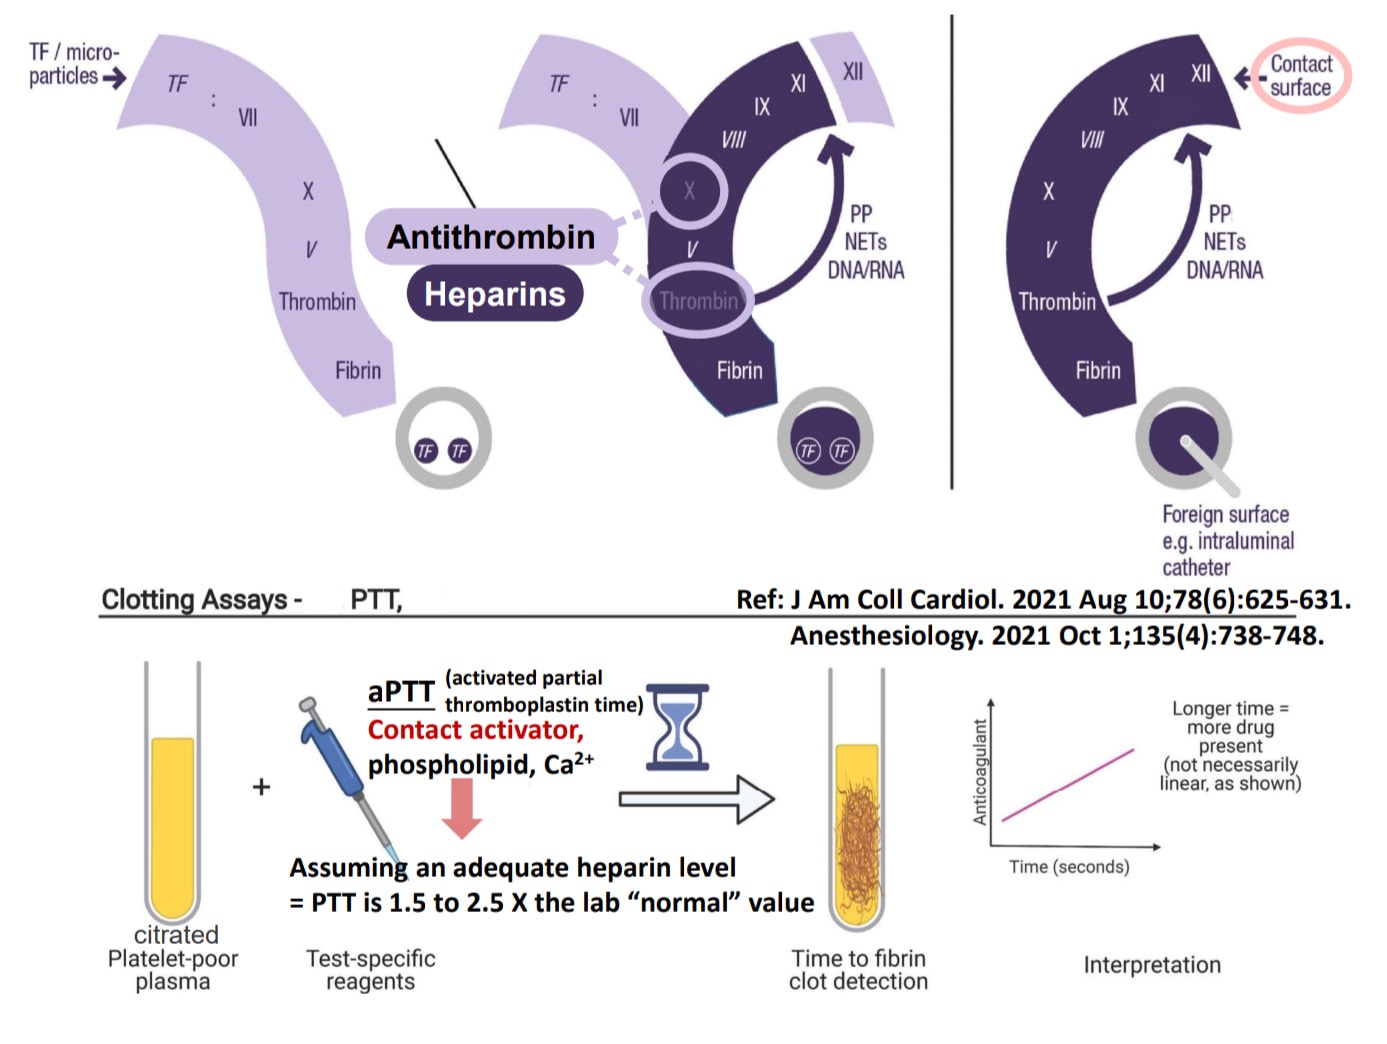 TF / micro-
particles
TF
:
VII
X
V
Thrombin
Fibrin
TF TF
Antithrombin
Heparins
TF
:
VII
XII
XI
IX
VIII
X
V
Thrombin
Fibrin
PP
NETs
DNA/RNA
TF TF
Contact
surface
XII
XI
IX
VIII
X
V
Thrombin
Fibrin
PP
NETs
DNA/RNA
Foreign surface
e.g. intraluminal
catheter
Clotting Assays - PTT,
Ref: J Am Coll Cardiol. 2021 Aug 10;78(6):625-631.
Anesthesiology. 2021 Oct 1;135(4):738-748.
+
aPTT (activated partial
thromboplastin time)
Contact activator,
phospholipid, Ca²⁺
Assuming an adequate heparin level
= PTT is 1.5 to 2.5 X the lab “normal” value
citrated
Platelet-poor
plasma
Test-specific
reagents
Time to fibrin
clot detection
Anticoagulant
Time (seconds)
Longer time =
more drug
present
(not necessarily
linear, as shown)
Interpretation